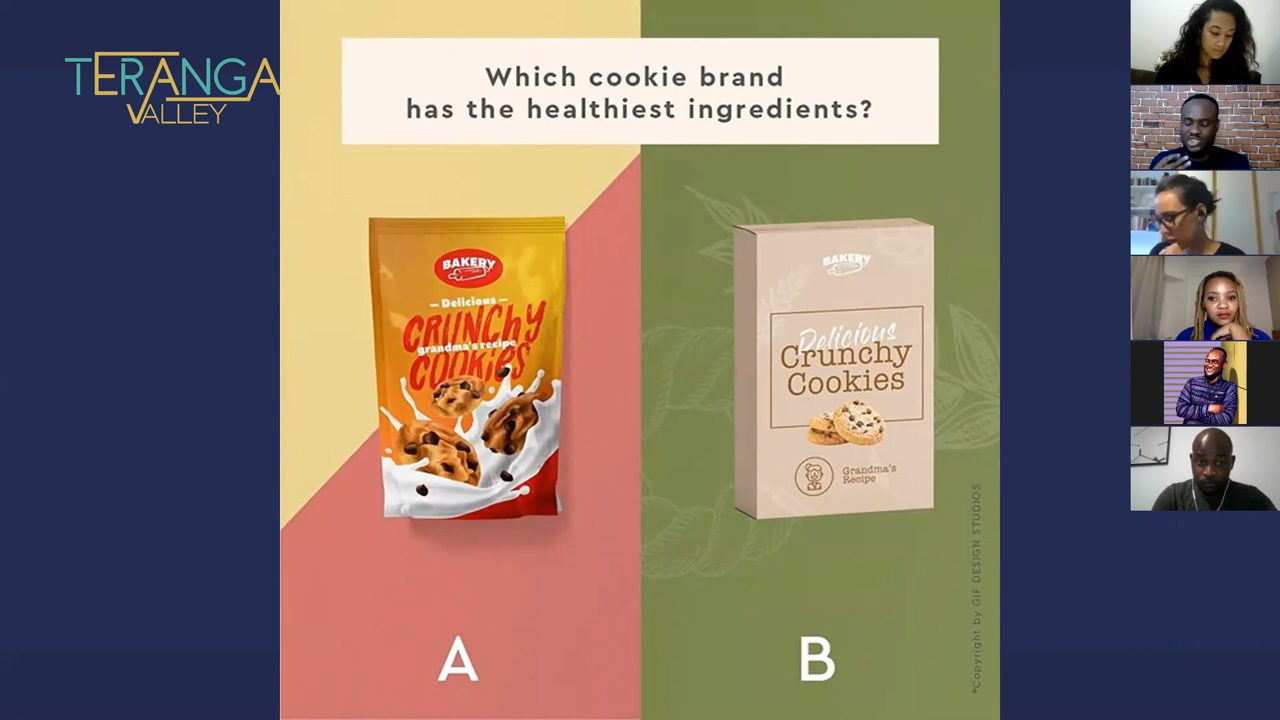 TERANGA
VALLEY
Which cookie brand
has the healthiest ingredients?
BAKERY
— Delicious —
CRUNChY
grandma's recipe
COOKiES
BAKERY
Delicious
Crunchy
Cookies
Grandma's
Recipe
A
B
©Copyright by GIF DESIGN STUDIOS